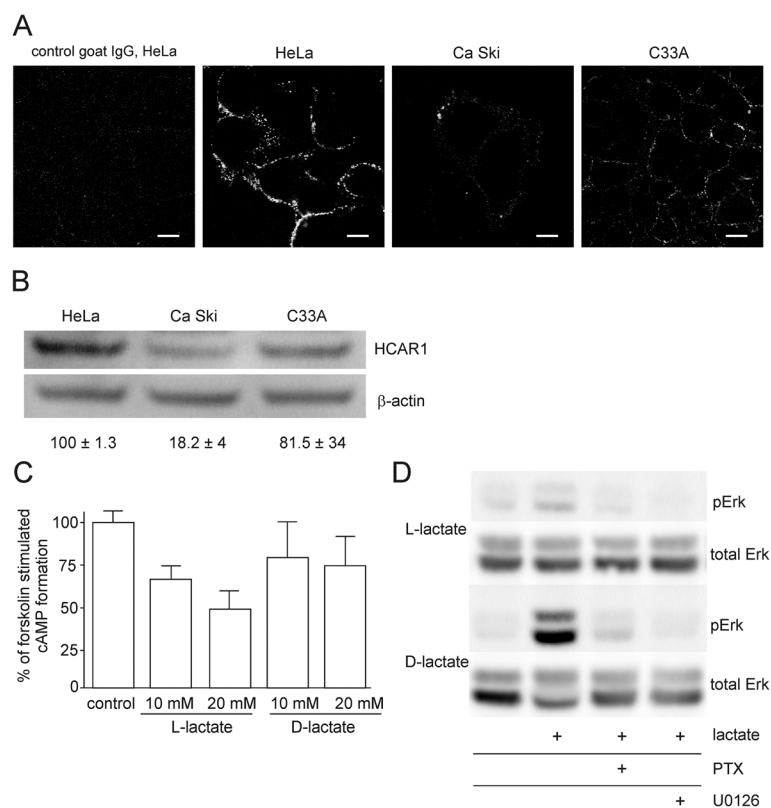 A
control goat IgG, HeLa HeLa Ca Ski C33A
B
HeLa Ca Ski C33A
HCAR1
β-actin
100 ± 1.3 18.2 ± 4 81.5 ± 34
C
% of forskolin stimulated
cAMP formation
100
75
50
25
0
control 10 mM 20 mM 10 mM 20 mM
L-lactate D-lactate
D
pErk
L-lactate
total Erk
pErk
D-lactate
total Erk
+ + + lactate
+ PTX
+ U0126